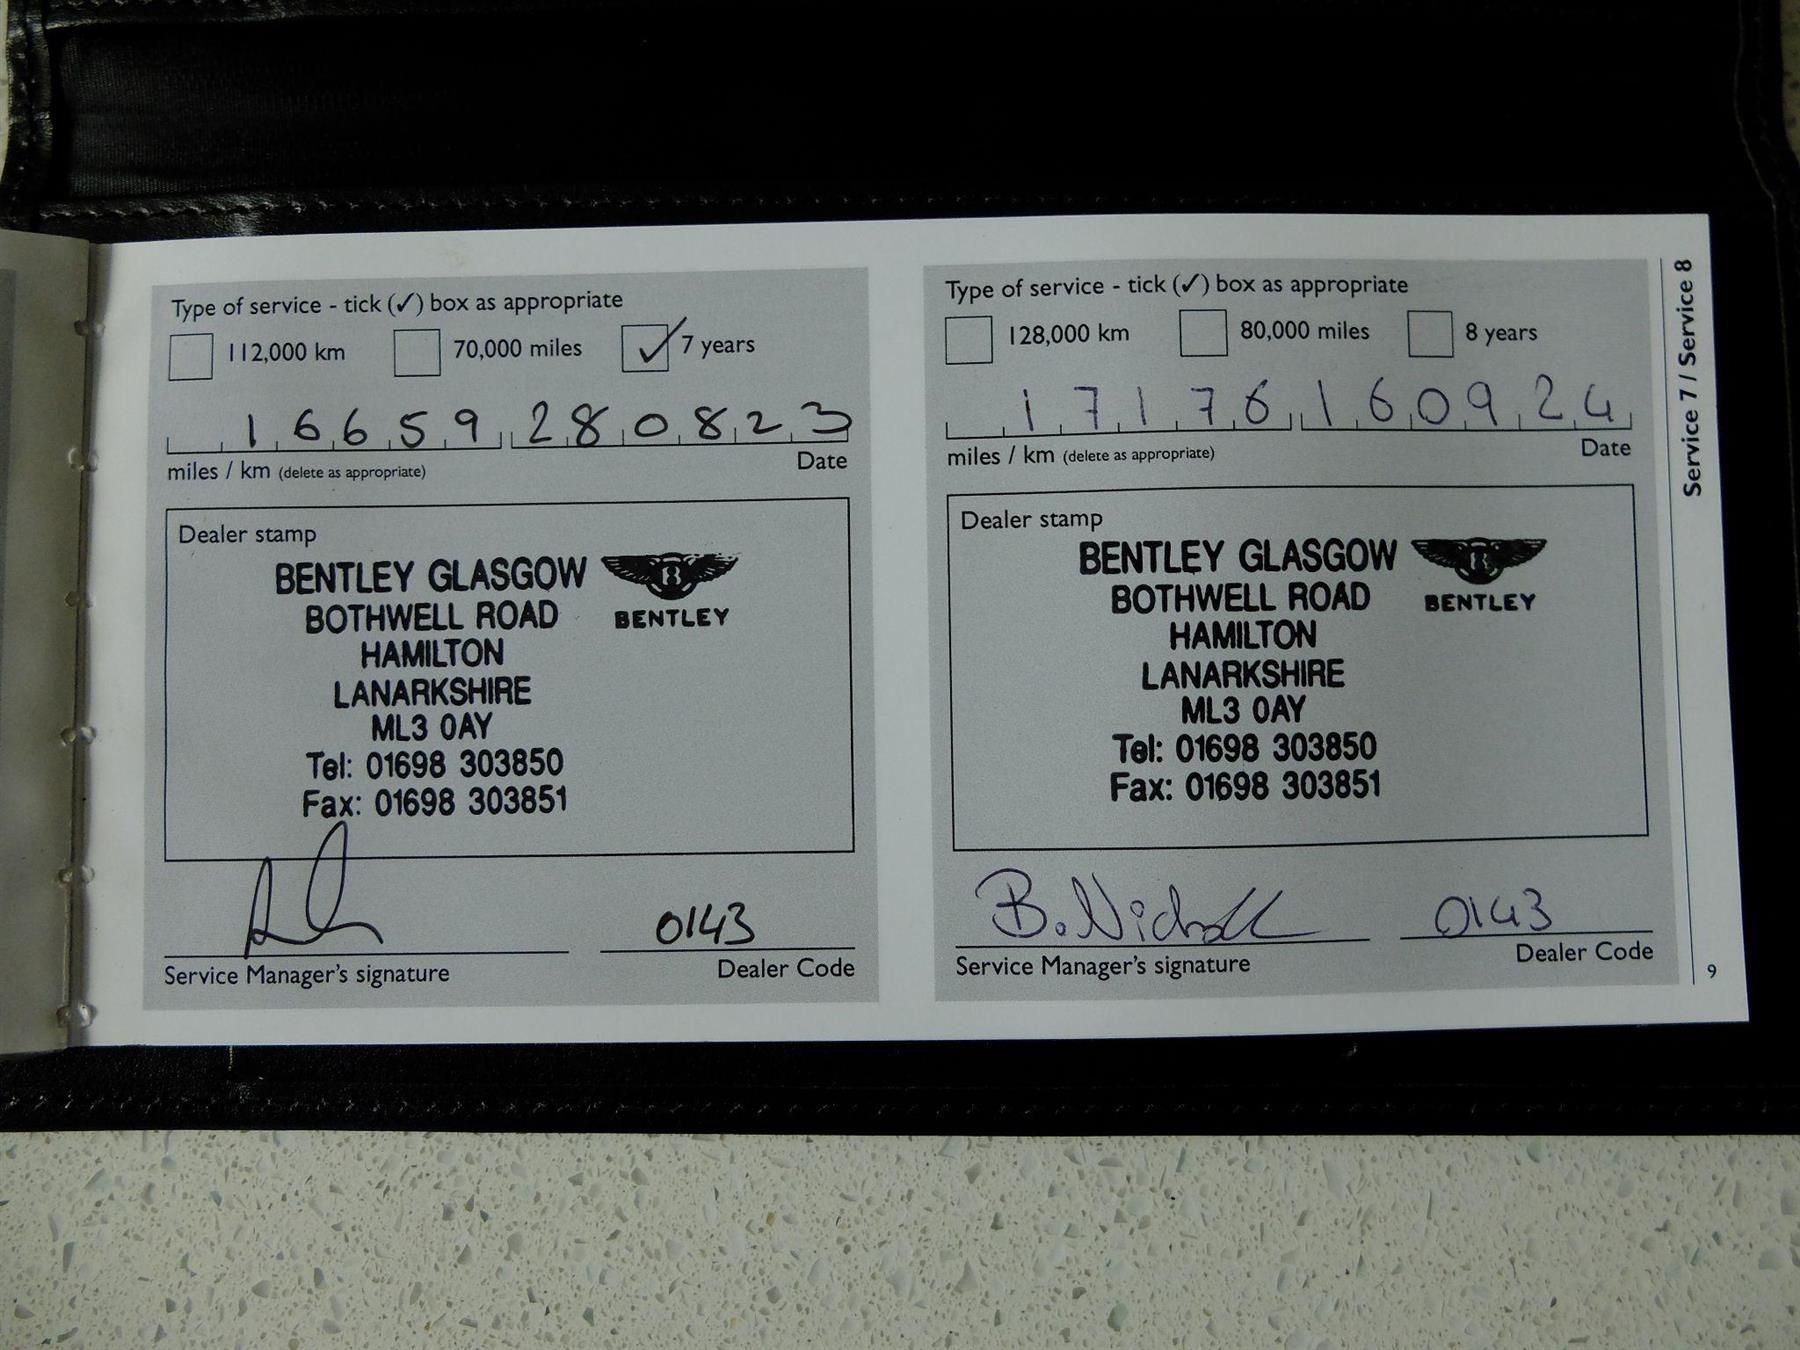 Type of service - tick (✓) box as appropriate
112,000 km 70,000 miles ✓ 7 years
16659 280823
miles / km (delete as appropriate) Date
Dealer stamp
BENTLEY GLASGOW
BOTHWELL ROAD
HAMILTON
LANARKSHIRE
ML3 0AY
Tel: 01698 303850
Fax: 01698 303851
BENTLEY
0143
Service Manager's signature Dealer Code
Type of service - tick (✓) box as appropriate
128,000 km 80,000 miles 8 years
17176 160924
miles / km (delete as appropriate) Date
Dealer stamp
BENTLEY GLASGOW
BOTHWELL ROAD
HAMILTON
LANARKSHIRE
ML3 0AY
Tel: 01698 303850
Fax: 01698 303851
BENTLEY
B. 0143
Service Manager's signature Dealer Code
Service 7 / Service 8
9